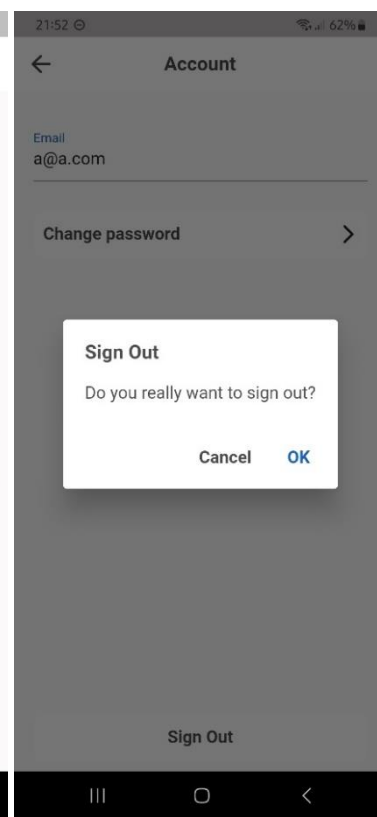 21:52 62%
Account
Email
a@a.com
Change password
Sign Out
Do you really want to sign out?
Cancel OK
Sign Out